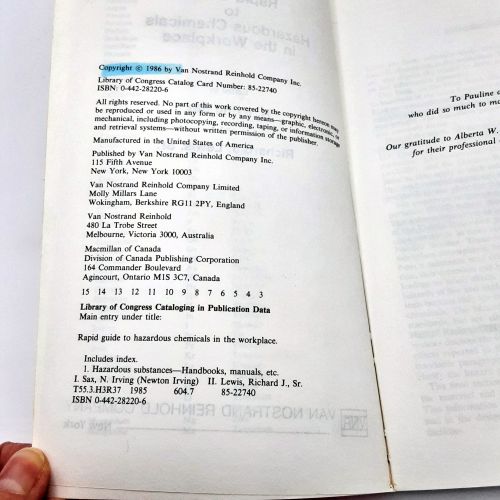 Copyright © 1986 by Van Nostrand Reinhold Company Inc.
Library of Congress Catalog Card Number: 85-22740
ISBN: 0-442-28220-6
All rights reserved. No part of this work covered by the copyright hereon may
be reproduced or used in any form or by any means—graphic, electronic, or
mechanical, including photocopying, recording, taping, or information storage
and retrieval systems—without written permission of the publisher.
Manufactured in the United States of America
Published by Van Nostrand Reinhold Company Inc.
115 Fifth Avenue
New York, New York 10003
Van Nostrand Reinhold Company Limited
Molly Millars Lane
Wokingham, Berkshire RG11 2PY, England
Van Nostrand Reinhold
480 La Trobe Street
Melbourne, Victoria 3000, Australia
Macmillan of Canada
Division of Canada Publishing Corporation
164 Commander Boulevard
Agincourt, Ontario M1S 3C7, Canada
15 14 13 12 11 10 9 8 7 6 5 4 3
Library of Congress Cataloging in Publication Data
Main entry under title:
Rapid guide to hazardous chemicals in the workplace.
Includes index.
1. Hazardous substances—Handbooks, manuals, etc.
I. Sax, N. Irving (Newton Irving) II. Lewis, Richard J., Sr.
T55.3.H3R37 1985 604.7 85-22740
ISBN 0-442-28220-6
To Pauline
who did so much to
Our gratitude to Alberta W.
for their professional